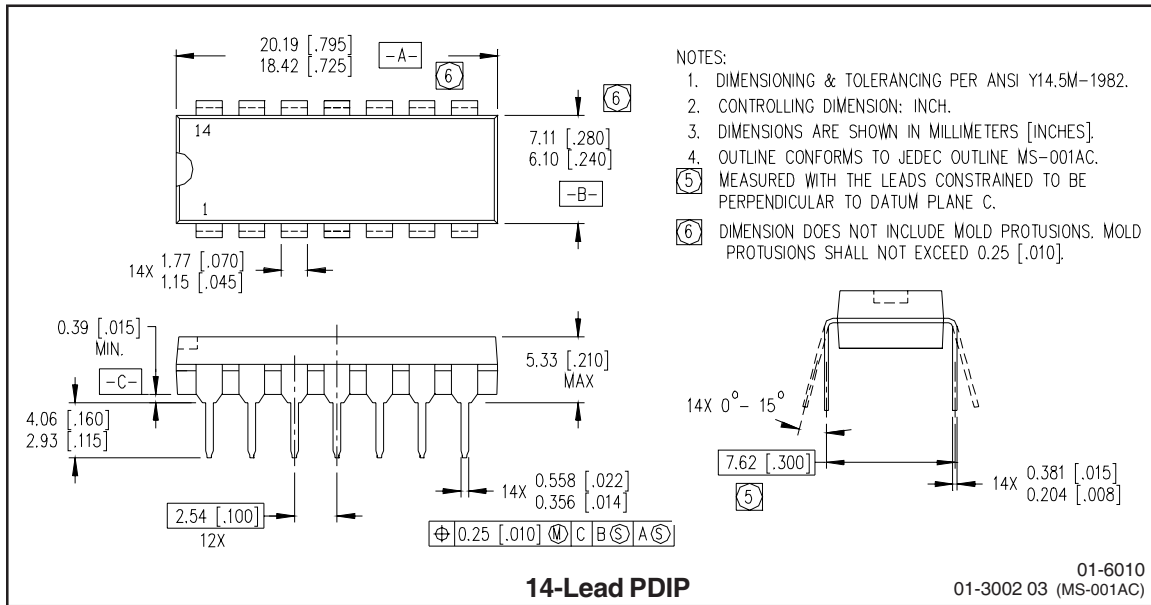 20.19 [.795]
18.42 [.725]
-A-
6
6
14
1
7.11 [.280]
6.10 [.240]
-B-
14X 1.77 [.070]
1.15 [.045]
NOTES:
1. DIMENSIONING & TOLERANCING PER ANSI Y14.5M-1982.
2. CONTROLLING DIMENSION: INCH.
3. DIMENSIONS ARE SHOWN IN MILLIMETERS [INCHES].
4. OUTLINE CONFORMS TO JEDEC OUTLINE MS-001AC.
5 MEASURED WITH THE LEADS CONSTRAINED TO BE
PERPENDICULAR TO DATUM PLANE C.
6 DIMENSION DOES NOT INCLUDE MOLD PROTUSIONS. MOLD
PROTUSIONS SHALL NOT EXCEED 0.25 [.010].
0.39 [.015]
MIN.
-C-
4.06 [.160]
2.93 [.115]
5.33 [.210]
MAX
2.54 [.100]
12X
14X 0.558 [.022]
0.356 [.014]
⌖ 0.25 [.010] Ⓜ C B Ⓢ A Ⓢ
14X 0°- 15°
7.62 [.300]
5
14X 0.381 [.015]
0.204 [.008]
14-Lead PDIP
01-6010
01-3002 03 (MS-001AC)